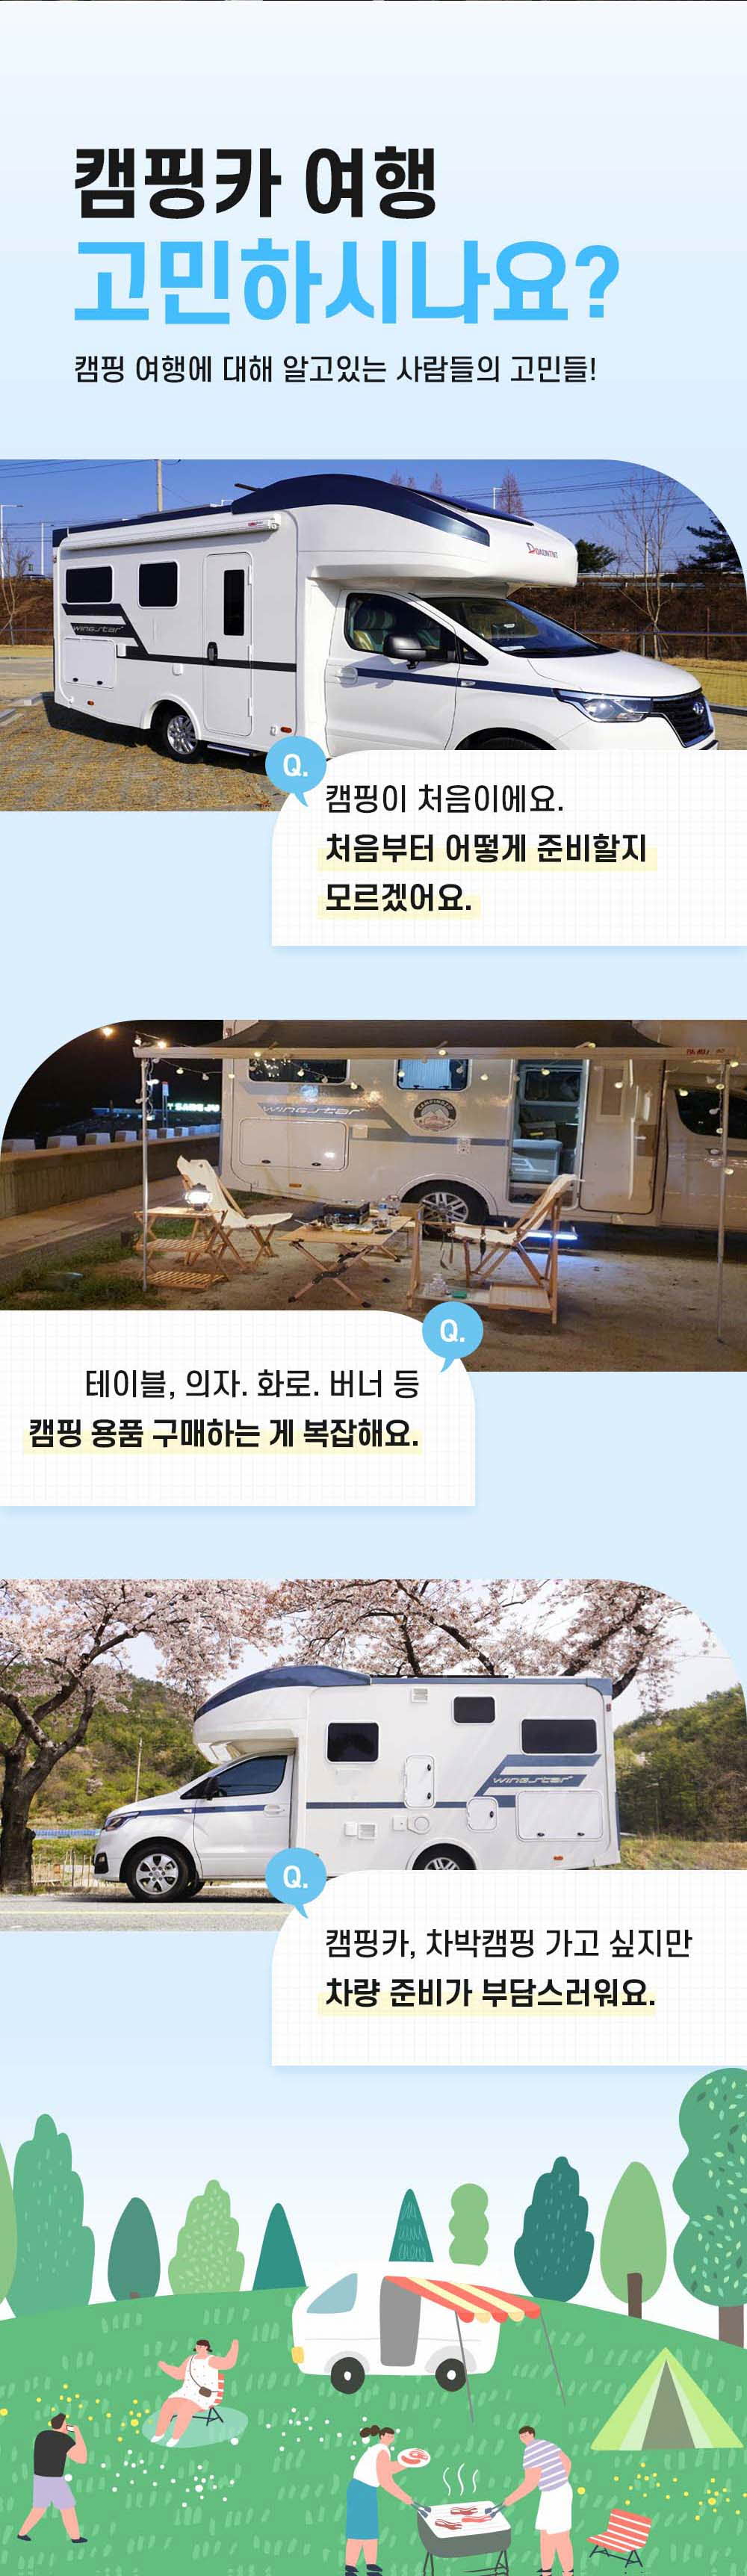 캠핑카 여행
고민하시나요?
캠핑 여행에 대해 알고있는 사람들의 고민들!
DAONTNT
wingstar
Q.
캠핑이 처음이에요.
처음부터 어떻게 준비할지
모르겠어요.
wingstar
Q.
테이블, 의자. 화로. 버너 등
캠핑 용품 구매하는 게 복잡해요.
wingstar
Q.
캠핑카, 차박캠핑 가고 싶지만
차량 준비가 부담스러워요.